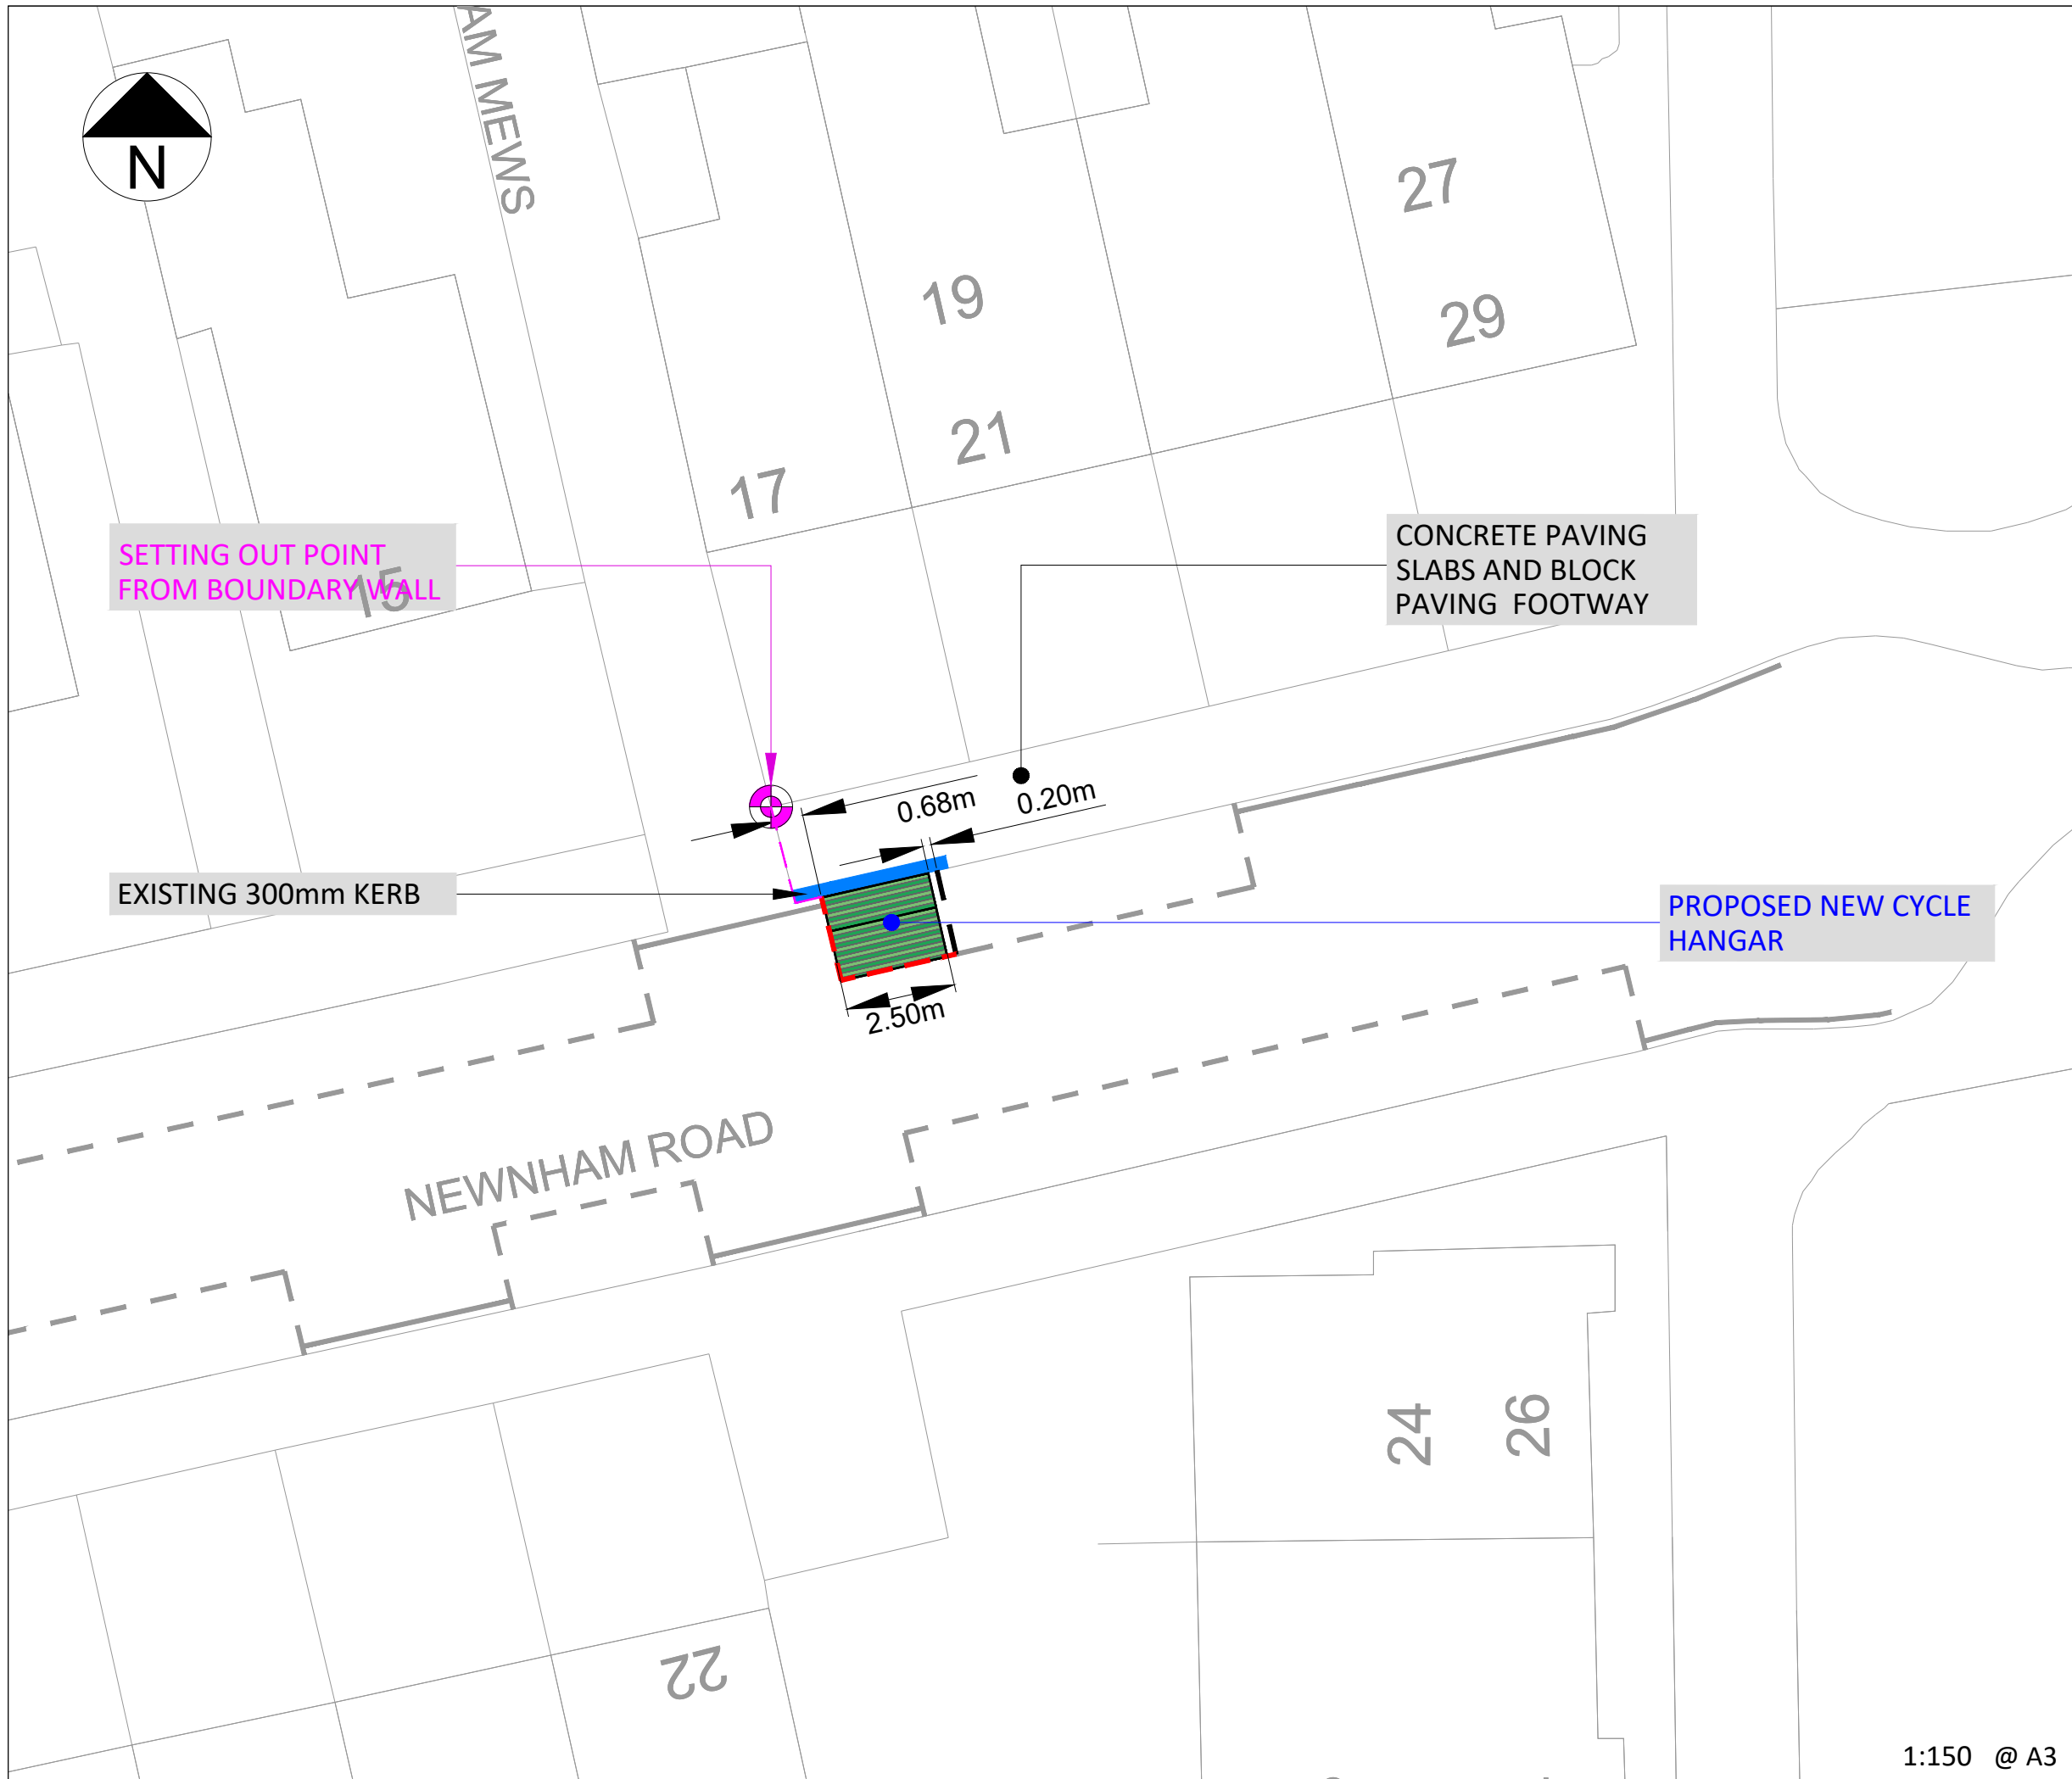 AM MEWS
N
27
19
29
21
17
SETTING OUT POINT
FROM BOUNDARY WALL
15
CONCRETE PAVING
SLABS AND BLOCK
PAVING FOOTWAY
0.68m
0.20m
EXISTING 300mm KERB
PROPOSED NEW CYCLE
HANGAR
2.50m
NEWNHAM ROAD
24
26
22
1:150 @ A3